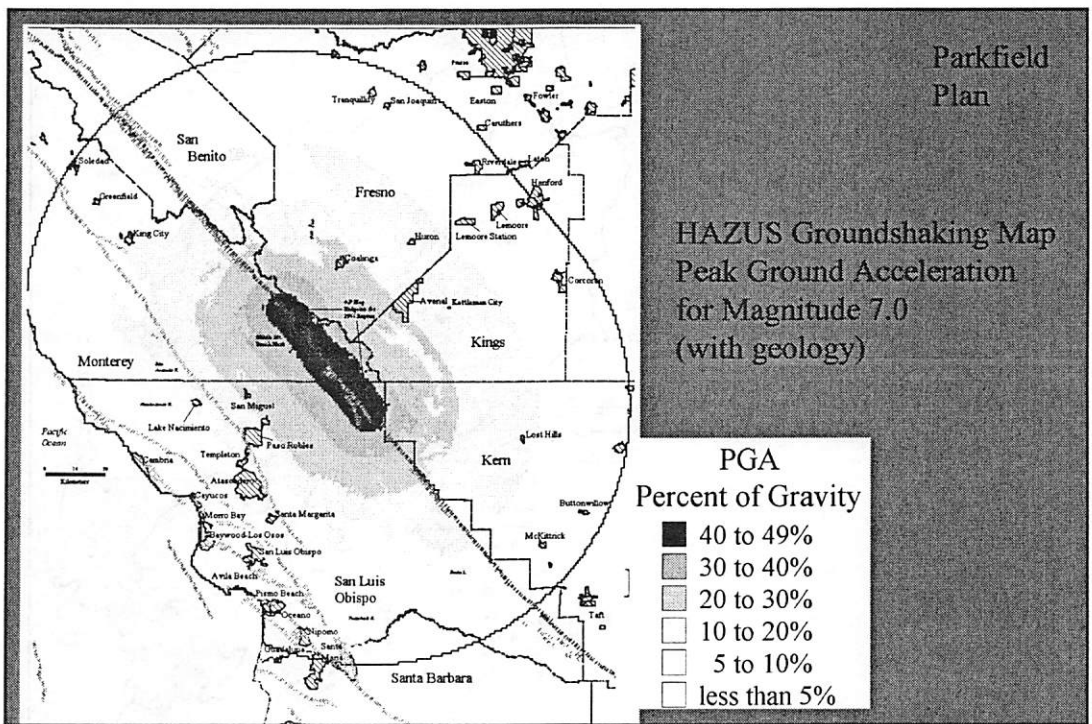 Parkfield
Plan
HAZUS Groundshaking Map
Peak Ground Acceleration
for Magnitude 7.0
(with geology)
PGA
Percent of Gravity
40 to 49%
30 to 40%
20 to 30%
10 to 20%
5 to 10%
less than 5%
Tranquility
San Joaquin
Easton
Fowler
Caruthers
San
Benito
Soledad
Greenfield
King City
Fresno
Riverdale
Laton
Hanford
Lemoore
Lemoore Station
Huron
Coalinga
Avenal
Kettleman City
Corcoran
Kings
Monterey
San Miguel
Lake Nacimiento
Paso Robles
Pacific
Ocean
Kilometer
Templeton
Cambria
Cayucos
Morro Bay
Santa Margarita
Baywood-Los Osos
San Luis Obispo
Avila Beach
Pismo Beach
Oceano
Nipomo
Guadalupe
Santa
Maria
San Luis
Obispo
Santa Barbara
Kern
Lost Hills
Buttonwillow
McKittrick
Taft